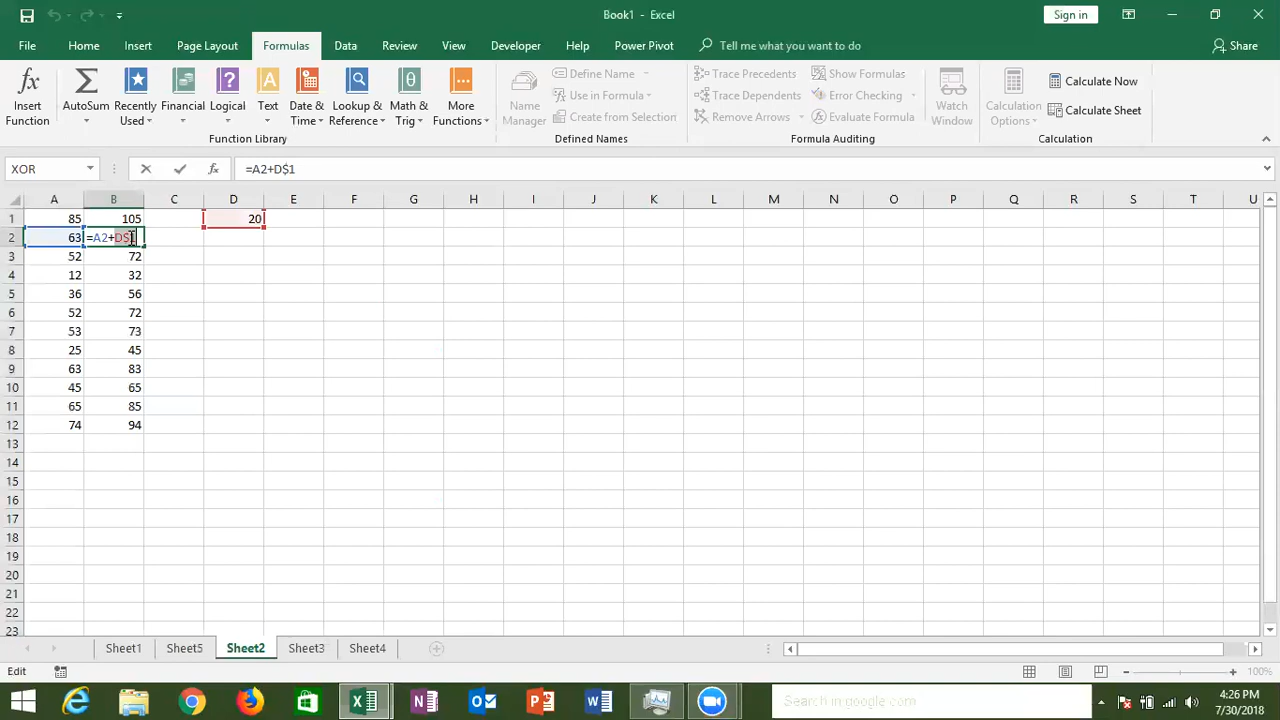 Book1 - Excel
Sign in
File Home Insert Page Layout Formulas Data Review View Developer Help Power Pivot Tell me what you want to do Share
Insert Function
AutoSum
Recently Used
Financial
Logical
Text
Date & Time
Lookup & Reference
Math & Trig
More Functions
Function Library
Name Manager
Define Name
Use in Formula
Create from Selection
Defined Names
Trace Precedents
Trace Dependents
Remove Arrows
Show Formulas
Error Checking
Evaluate Formula
Formula Auditing
Watch Window
Calculation Options
Calculate Now
Calculate Sheet
Calculation
XOR fx =A2+D$1
A B C D E F G H I J K L M N O P Q R S T U
1 85 105 20
2 63 =A2+D$1
3 52 72
4 12 32
5 36 56
6 52 72
7 53 73
8 25 45
9 63 83
10 45 65
11 65 85
12 74 94
13
14
15
16
17
18
19
20
21
22
23
Sheet1 Sheet5 Sheet2 Sheet3 Sheet4
Edit 100%
Search in google.com
4:26 PM
7/30/2018